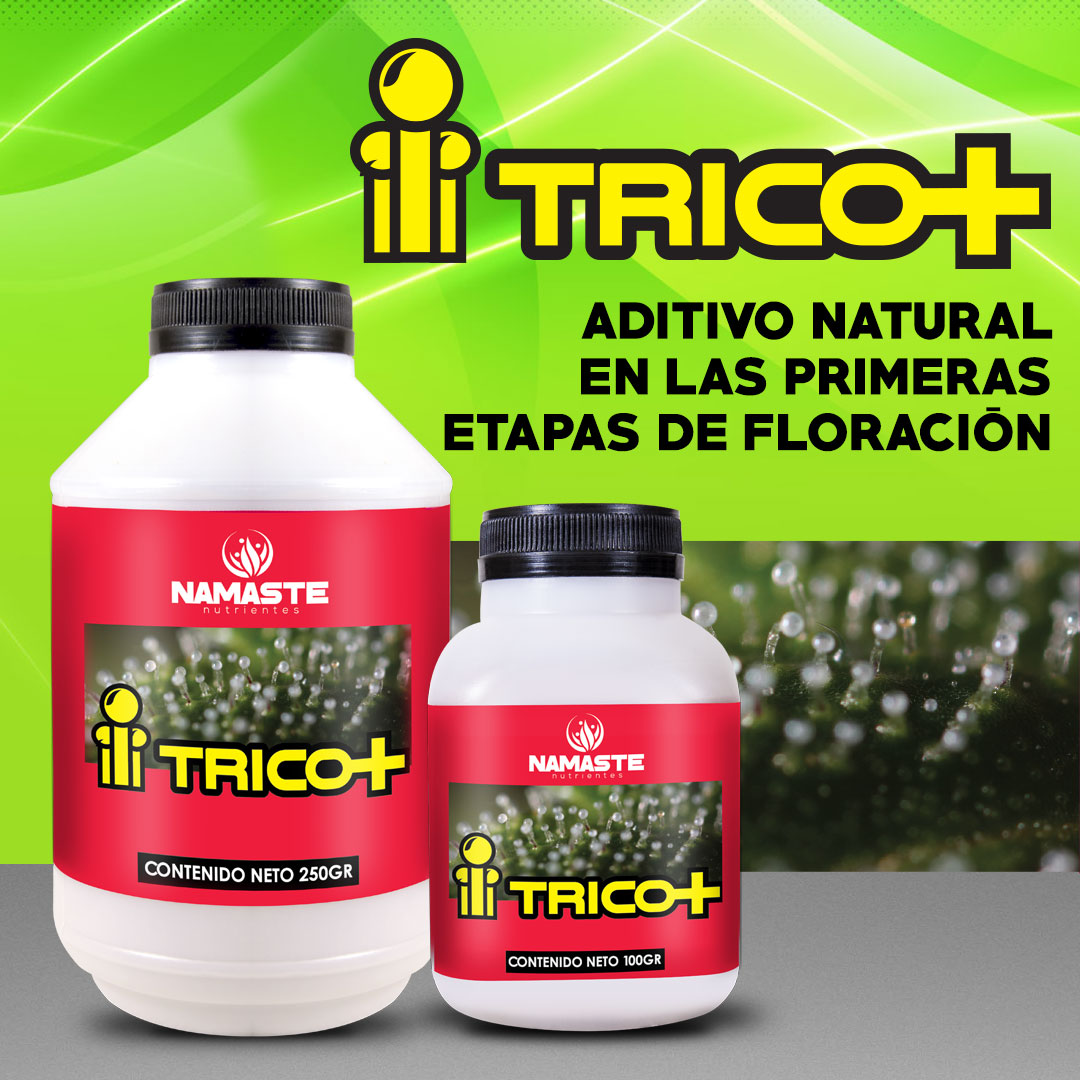 TRICO+
ADITIVO NATURAL
EN LAS PRIMERAS
ETAPAS DE FLORACIÓN
NAMASTE
nutrientes
TRICO+
CONTENIDO NETO 250GR
NAMASTE
nutrientes
TRICO+
CONTENIDO NETO 100GR